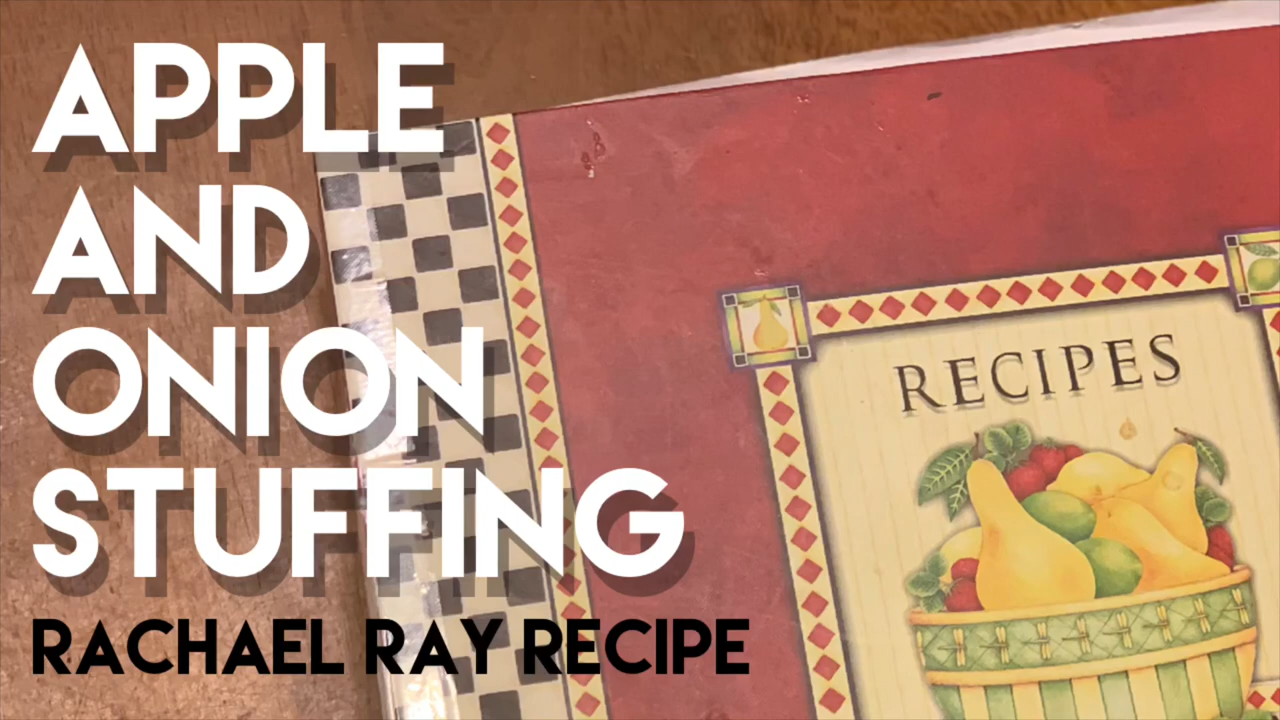 APPLE
AND
ONION
STUFFING
RACHAEL RAY RECIPE
RECIPES